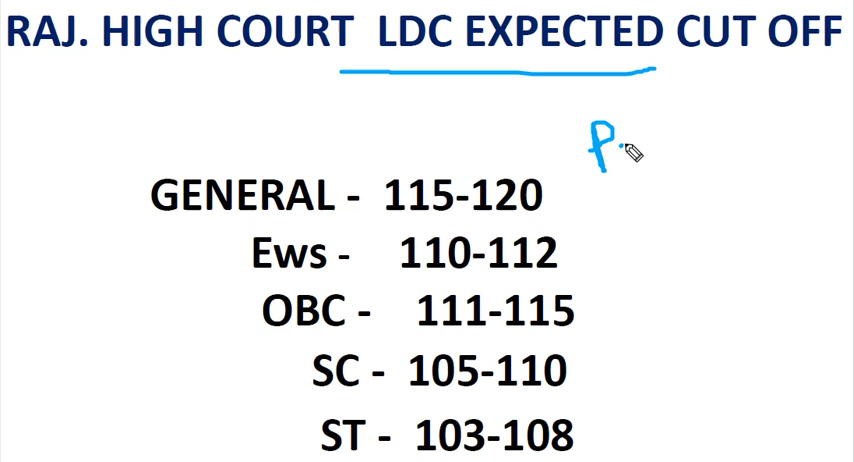 RAJ. HIGH COURT LDC EXPECTED CUT OFF
P
GENERAL - 115-120
Ews - 110-112
OBC - 111-115
SC - 105-110
ST - 103-108